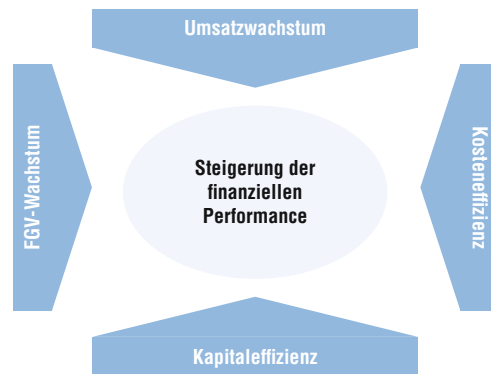 Umsatzwachstum
FGV-Wachstum
Steigerung der
finanziellen
Performance
Kosteneffizienz
Kapitaleffizienz